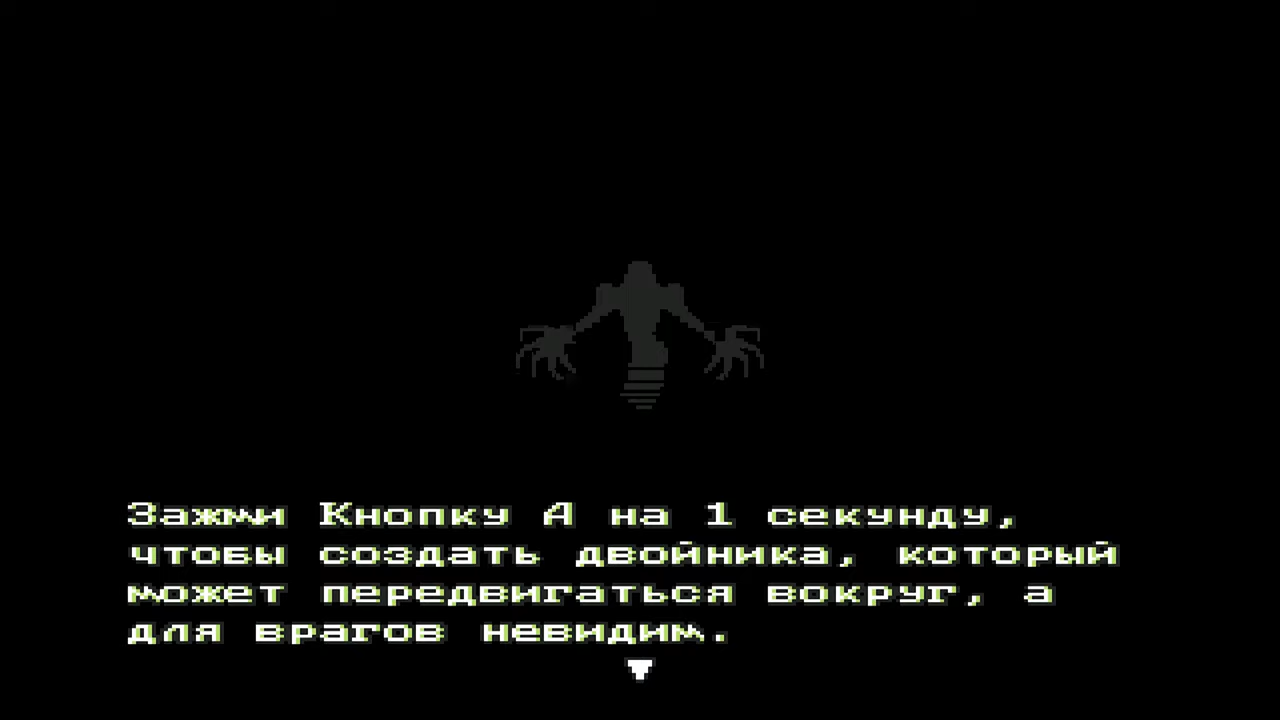 Зажми Кнопку А на 1 секунду,
чтобы создать двойника, который
может передвигаться вокруг, а
для врагов невидим.